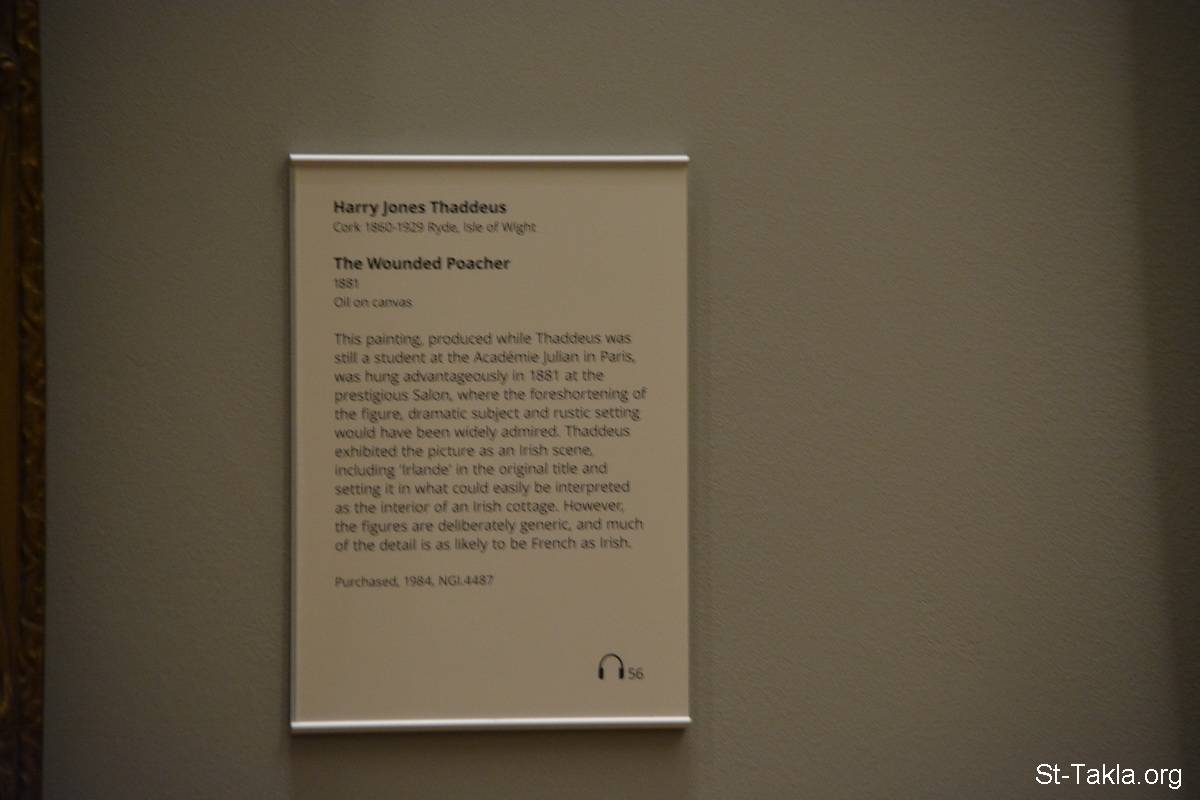 Harry Jones Thaddeus
Cork 1860-1929 Ryde, Isle of Wight
The Wounded Poacher
1881
Oil on canvas
This painting, produced while Thaddeus was
still a student at the Académie Julian in Paris,
was hung advantageously in 1881 at the
prestigious Salon, where the foreshortening of
the figure, dramatic subject and rustic setting
would have been widely admired. Thaddeus
exhibited the picture as an Irish scene,
including 'Irlande' in the original title and
setting it in what could easily be interpreted
as the interior of an Irish cottage. However,
the figures are deliberately generic, and much
of the detail is as likely to be French as Irish.
Purchased, 1984, NGI.4487
56
St-Takla.org